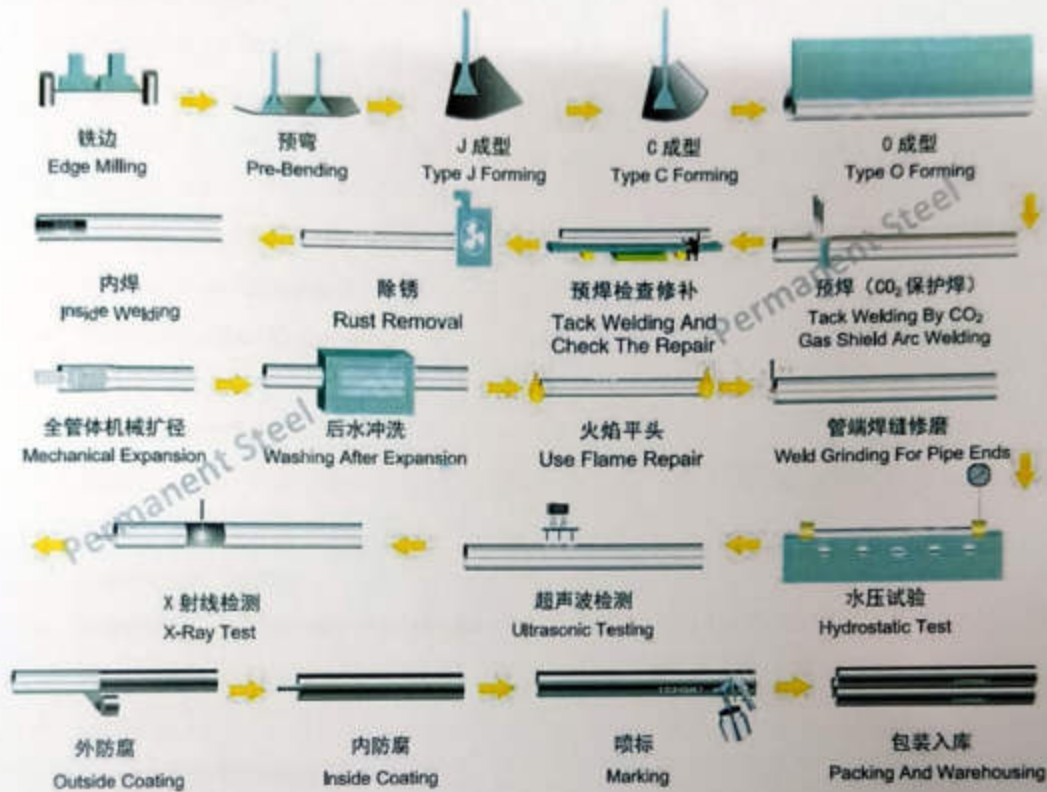 铣边
Edge Milling
预弯
Pre-Bending
J 成型
Type J Forming
C 成型
Type C Forming
O 成型
Type O Forming
内焊
Inside Welding
除锈
Rust Removal
预焊检查修补
Tack Welding And
Check The Repair
预焊（CO₂ 保护焊）
Tack Welding By CO₂
Gas Shield Arc Welding
全管体机械扩径
Mechanical Expansion
后水冲洗
Washing After Expansion
火焰平头
Use Flame Repair
管端焊缝修磨
Weld Grinding For Pipe Ends
X 射线检测
X-Ray Test
超声波检测
Ultrasonic Testing
水压试验
Hydrostatic Test
外防腐
Outside Coating
内防腐
Inside Coating
喷标
Marking
包装入库
Packing And Warehousing
Permanent Steel
Permanent Steel